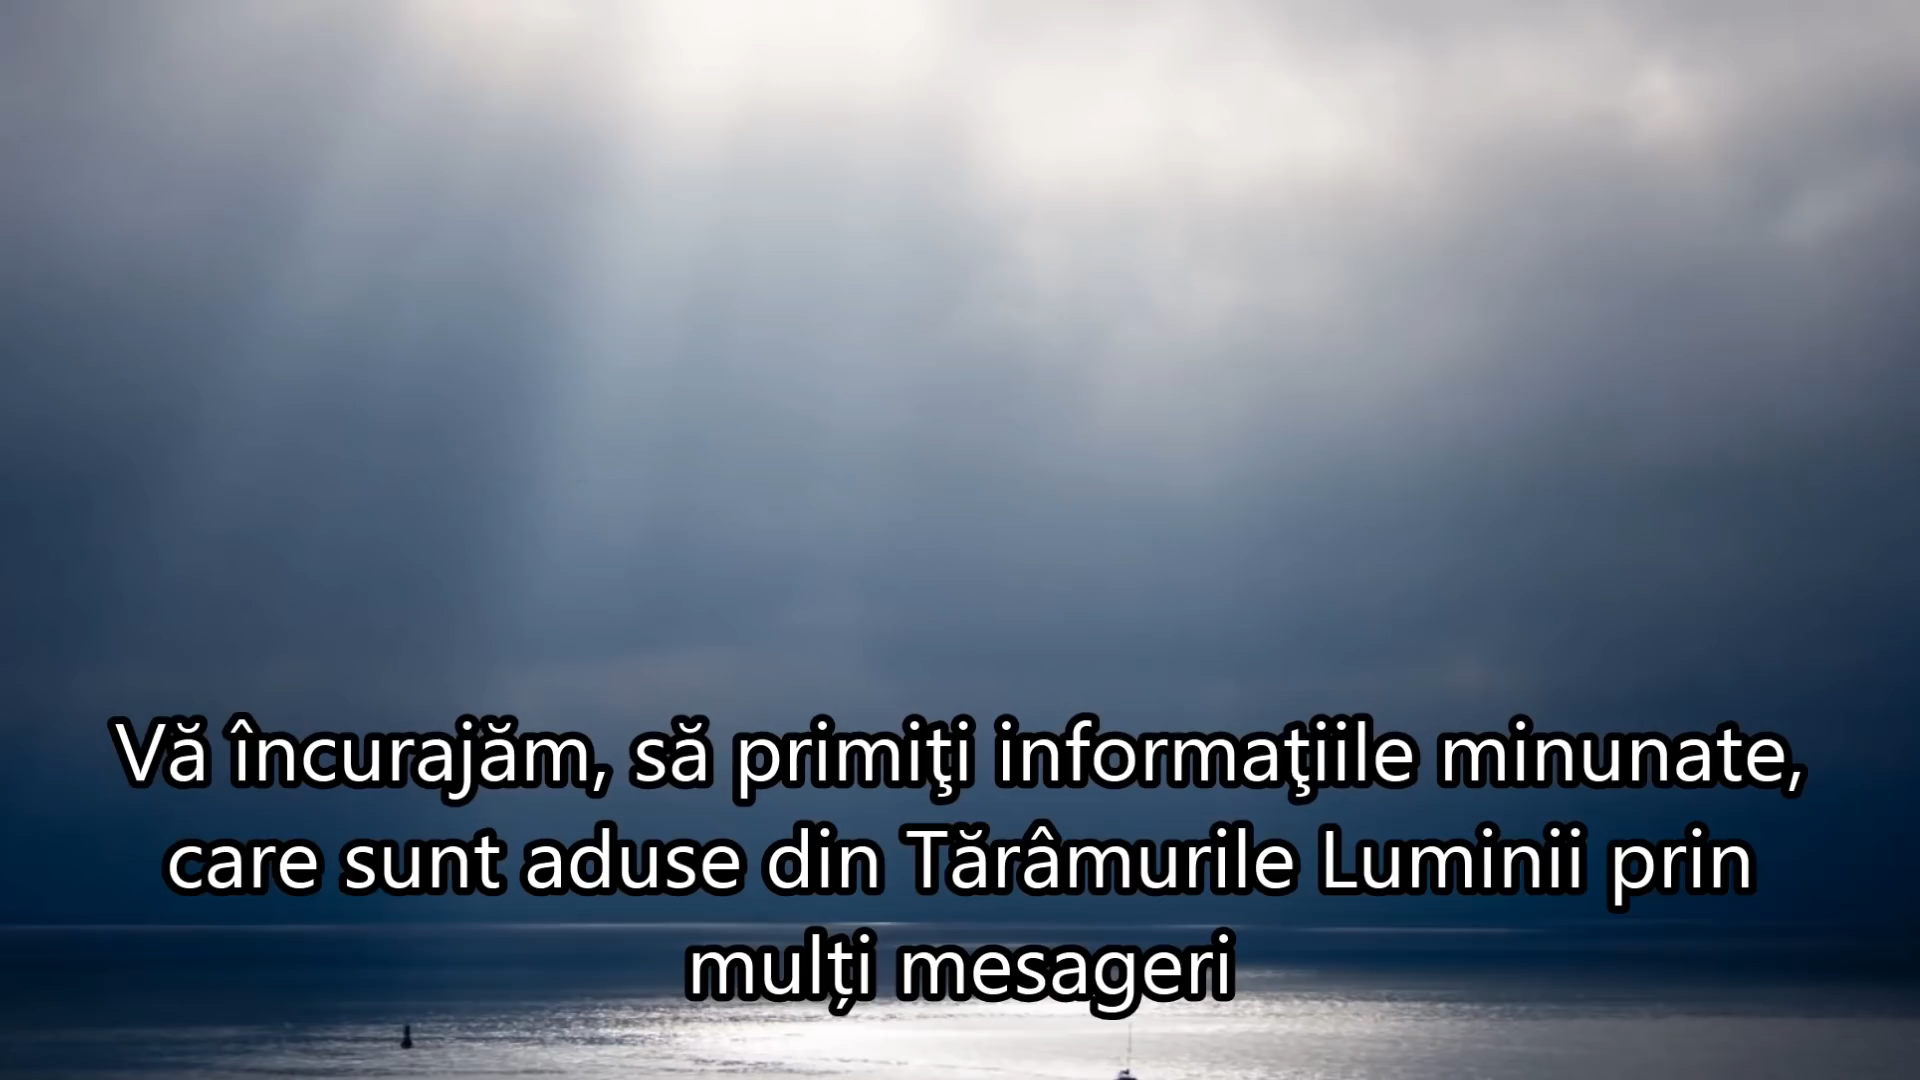 Vă încurajăm, să primiţi informaţiile minunate,
care sunt aduse din Tărâmurile Luminii prin
mulți mesageri